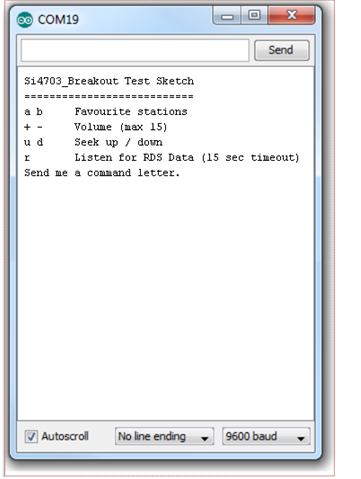 COM19
Send
Si4703_Breakout Test Sketch
===========================
a b      Favourite stations
+ -      Volume (max 15)
u d      Seek up / down
r        Listen for RDS Data (15 sec timeout)
Send me a command letter.
Autoscroll No line ending 9600 baud